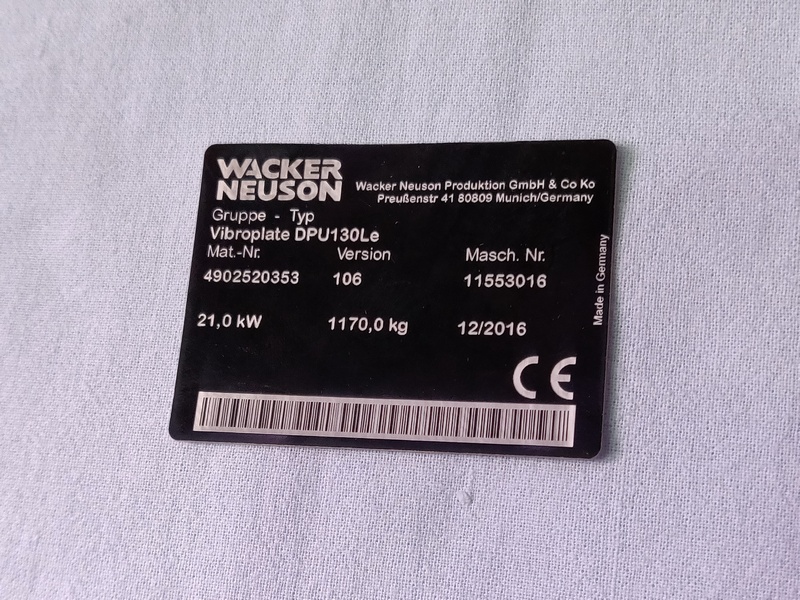 WACKER
NEUSON
Wacker Neuson Produktion GmbH & Co Ko
Preußenstr 41 80809 Munich/Germany
Gruppe - Typ
Vibroplate DPU130Le
Mat.-Nr. Version Masch. Nr.
4902520353 106 11553016
21,0 kW 1170,0 kg 12/2016
Made in Germany
CE